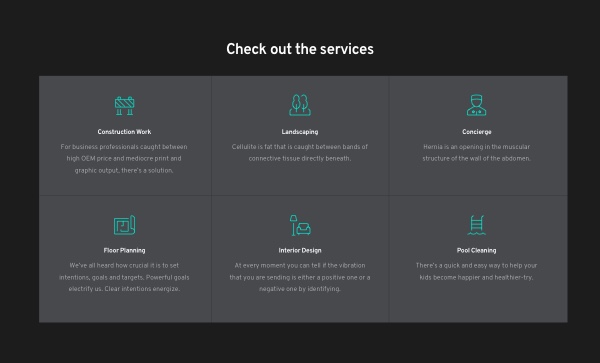 Check out the services
Construction Work
For business professionals caught between
high OEM price and mediocre print and
graphic output, there's a solution.
Landscaping
Cellulite is fat that is caught between bands of
connective tissue directly beneath.
Concierge
Hernia is an opening in the muscular
structure of the wall of the abdomen.
Floor Planning
We've all heard how crucial it is to set
intentions, goals and targets. Powerful goals
electrify us. Clear intentions energize.
Interior Design
At every moment you can tell if the vibration
that you are sending is either a positive one or a
negative one by identifying.
Pool Cleaning
There's a quick and easy way to help your
kids become happier and healthier-try.